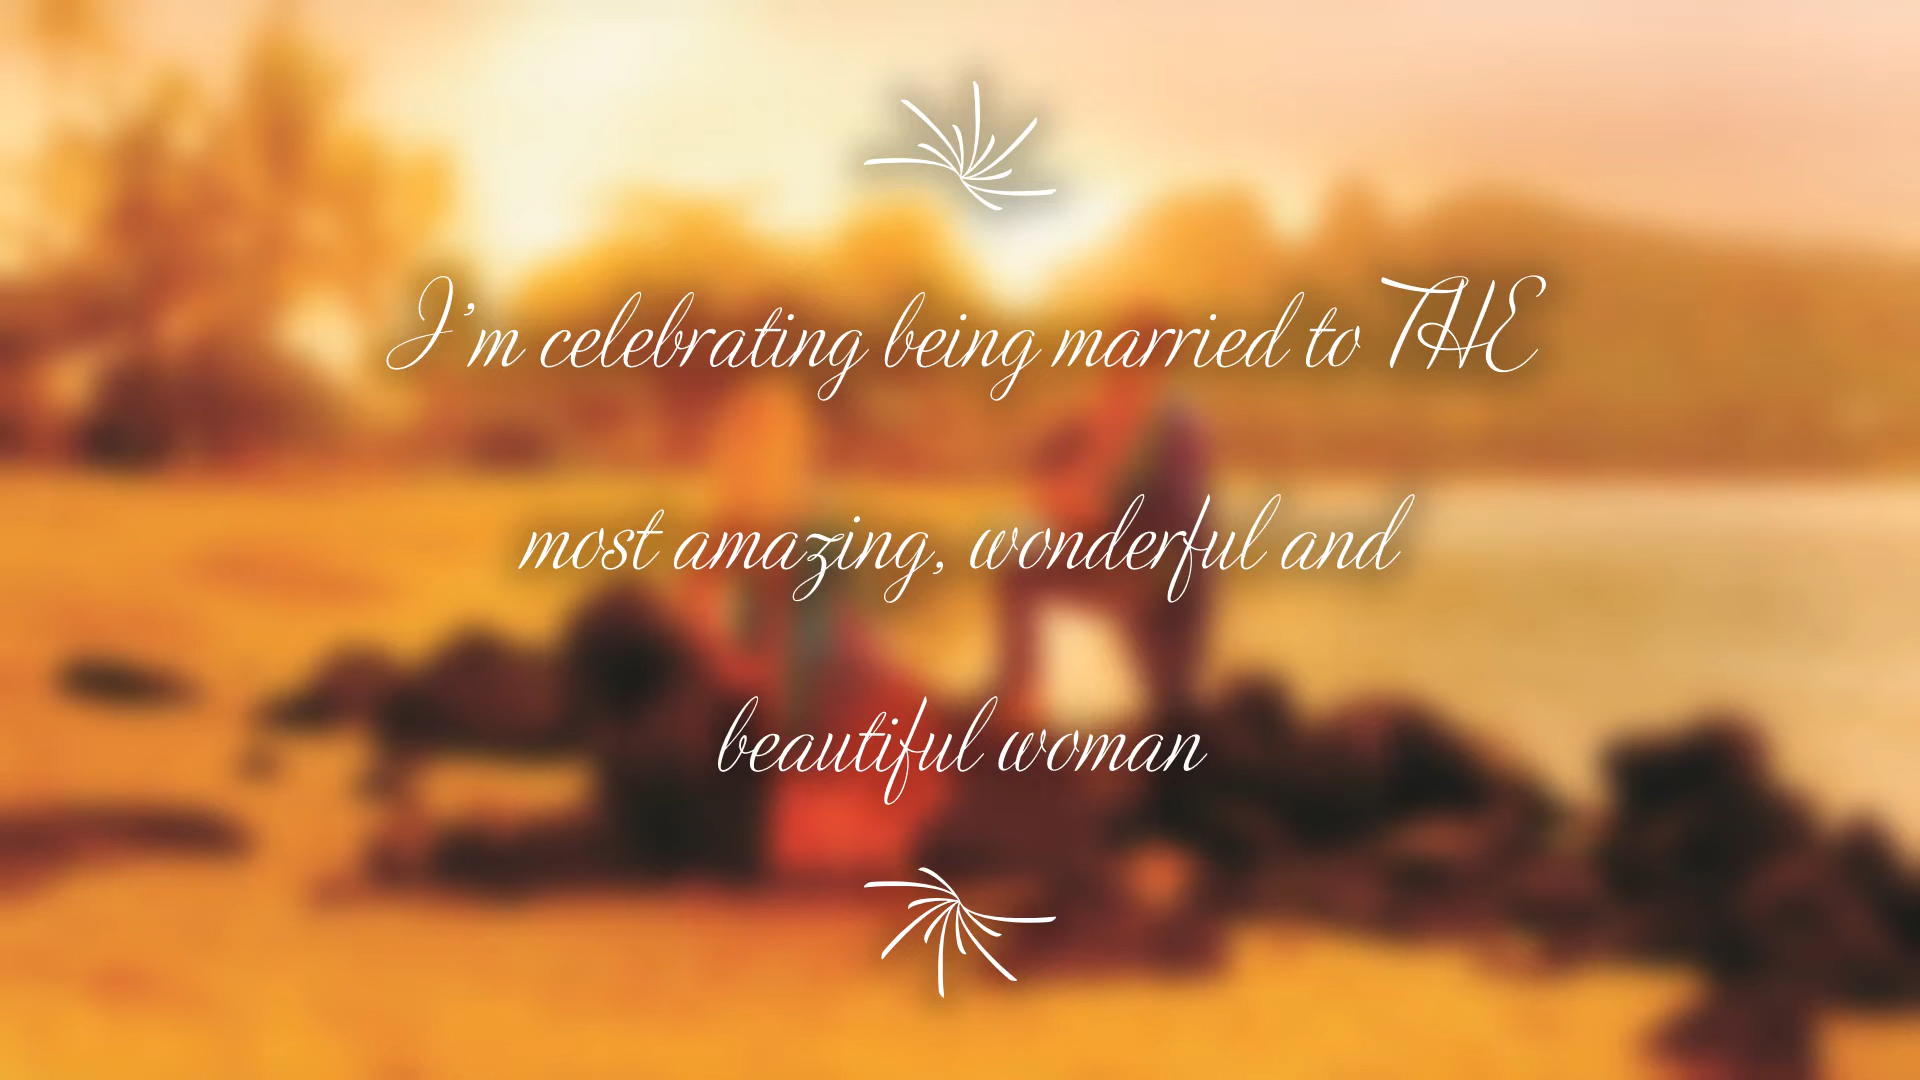 I’m celebrating being married to THE
most amazing, wonderful and
beautiful woman